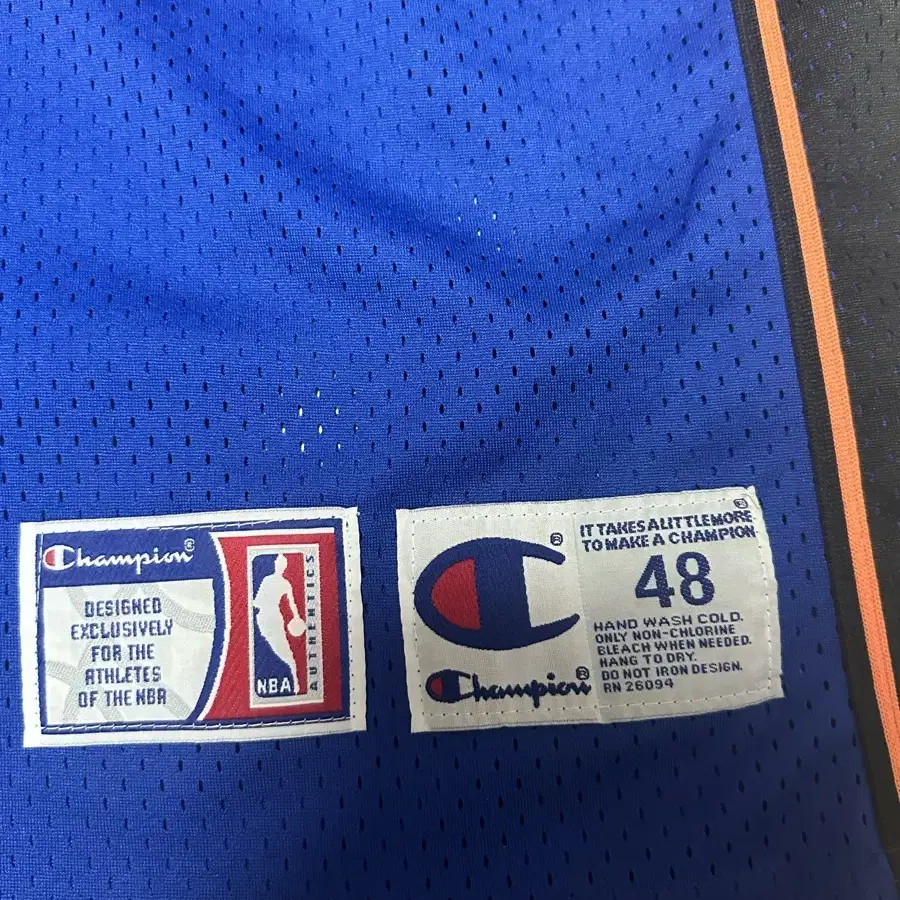 Champion®
DESIGNED
EXCLUSIVELY
FOR THE
ATHLETES
OF THE NBA
NBA
AUTHENTICS
®
IT TAKES A LITTLE MORE®
TO MAKE A CHAMPION
48
HAND WASH COLD.
ONLY NON-CHLORINE
BLEACH WHEN NEEDED.
HANG TO DRY.
DO NOT IRON DESIGN.
RN 26094
Champion®